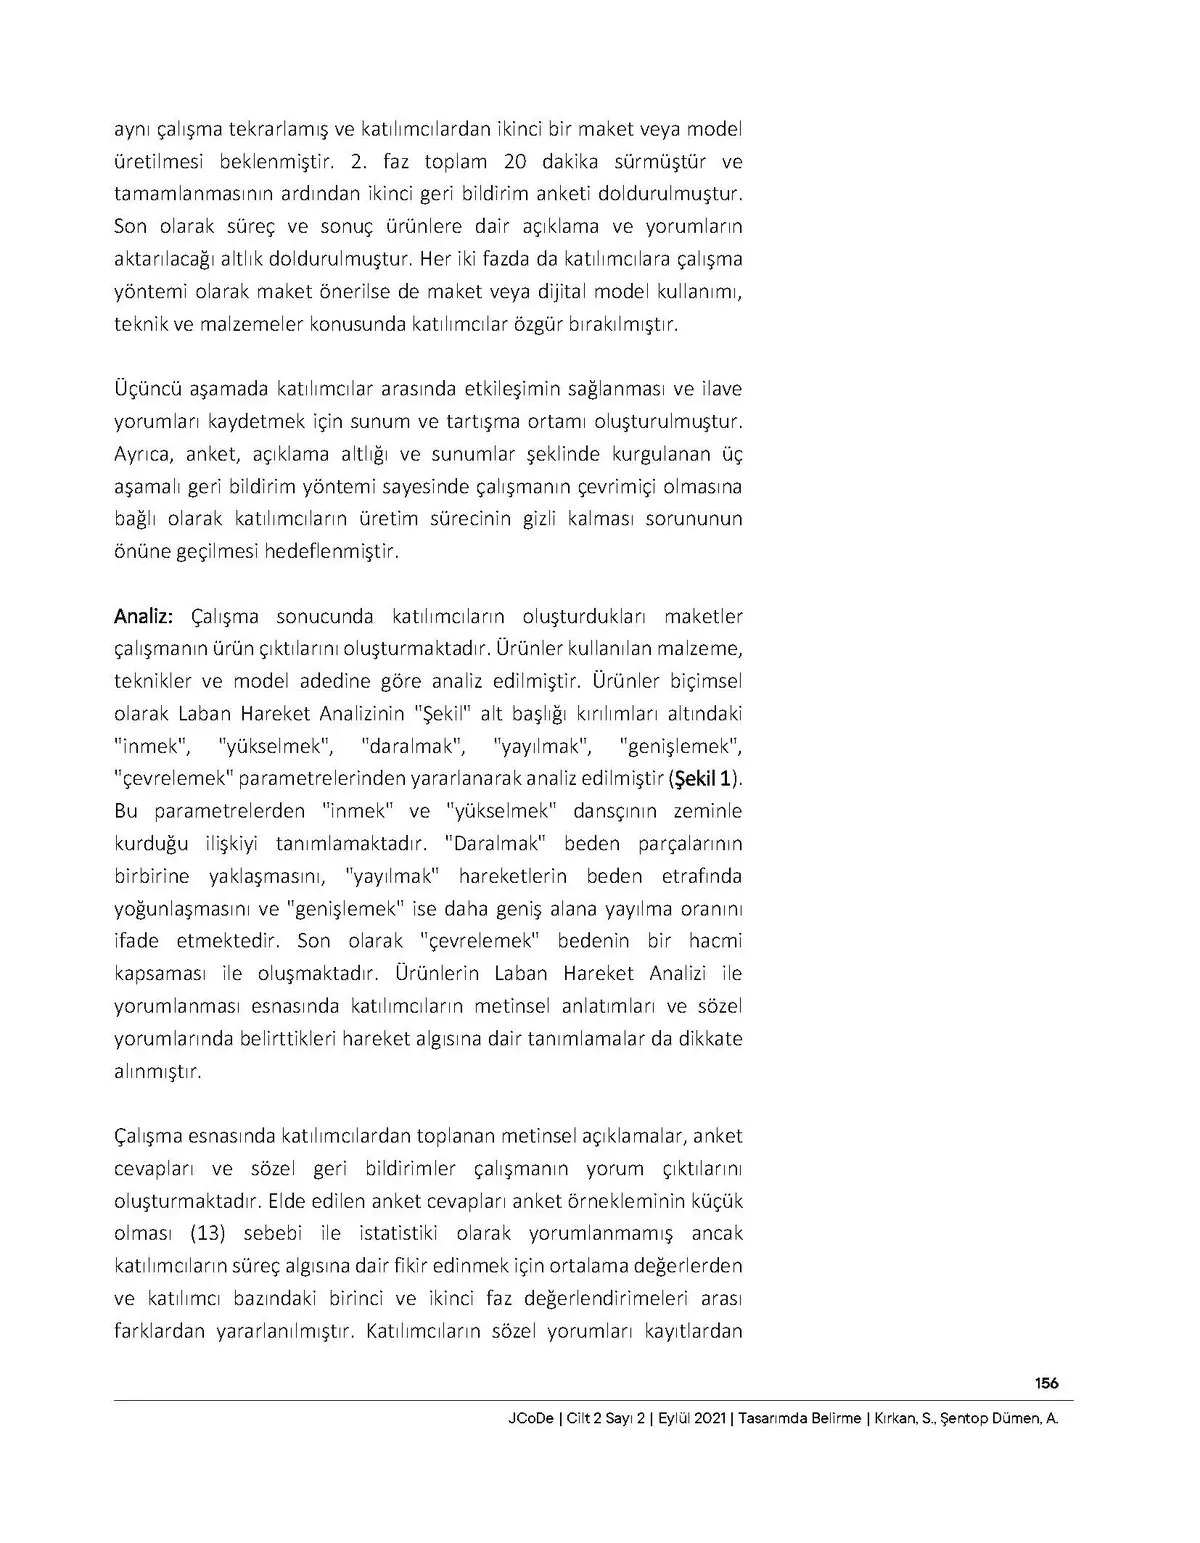 aynı çalışma tekrarlamış ve katılımcılardan ikinci bir maket veya model
üretilmesi beklenmiştir. 2. faz toplam 20 dakika sürmüştür ve
tamamlanmasının ardından ikinci geri bildirim anketi doldurulmuştur.
Son olarak süreç ve sonuç ürünlere dair açıklama ve yorumların
aktarılacağı altlık doldurulmuştur. Her iki fazda da katılımcılara çalışma
yöntemi olarak maket önerilse de maket veya dijital model kullanımı,
teknik ve malzemeler konusunda katılımcılar özgür bırakılmıştır.
Üçüncü aşamada katılımcılar arasında etkileşimin sağlanması ve ilave
yorumları kaydetmek için sunum ve tartışma ortamı oluşturulmuştur.
Ayrıca, anket, açıklama altlığı ve sunumlar şeklinde kurgulanan üç
aşamalı geri bildirim yöntemi sayesinde çalışmanın çevrimiçi olmasına
bağlı olarak katılımcıların üretim sürecinin gizli kalması sorununun
önüne geçilmesi hedeflenmiştir.
Analiz: Çalışma sonucunda katılımcıların oluşturdukları maketler
çalışmanın ürün çıktılarını oluşturmaktadır. Ürünler kullanılan malzeme,
teknikler ve model adedine göre analiz edilmiştir. Ürünler biçimsel
olarak Laban Hareket Analizinin "Şekil" alt başlığı kırılımları altındaki
"inmek", "yükselmek", "daralmak", "yayılmak", "genişlemek",
"çevrelemek" parametrelerinden yararlanarak analiz edilmiştir (Şekil 1).
Bu parametrelerden "inmek" ve "yükselmek" dansçının zeminle
kurduğu ilişkiyi tanımlamaktadır. "Daralmak" beden parçalarının
birbirine yaklaşmasını, "yayılmak" hareketlerin beden etrafında
yoğunlaşmasını ve "genişlemek" ise daha geniş alana yayılma oranını
ifade etmektedir. Son olarak "çevrelemek" bedenin bir hacmi
kapsaması ile oluşmaktadır. Ürünlerin Laban Hareket Analizi ile
yorumlanması esnasında katılımcıların metinsel anlatımları ve sözel
yorumlarında belirttikleri hareket algısına dair tanımlamalar da dikkate
alınmıştır.
Çalışma esnasında katılımcılardan toplanan metinsel açıklamalar, anket
cevapları ve sözel geri bildirimler çalışmanın yorum çıktılarını
oluşturmaktadır. Elde edilen anket cevapları anket örnekleminin küçük
olması (13) sebebi ile istatistiki olarak yorumlanmamış ancak
katılımcıların süreç algısına dair fikir edinmek için ortalama değerlerden
ve katılımcı bazındaki birinci ve ikinci faz değerlendirimeleri arası
farklardan yararlanılmıştır. Katılımcıların sözel yorumları kayıtlardan
156
JCoDe | Cilt 2 Sayı 2 | Eylül 2021 | Tasarımda Belirme | Kırkan, S., Şentop Dümen, A.